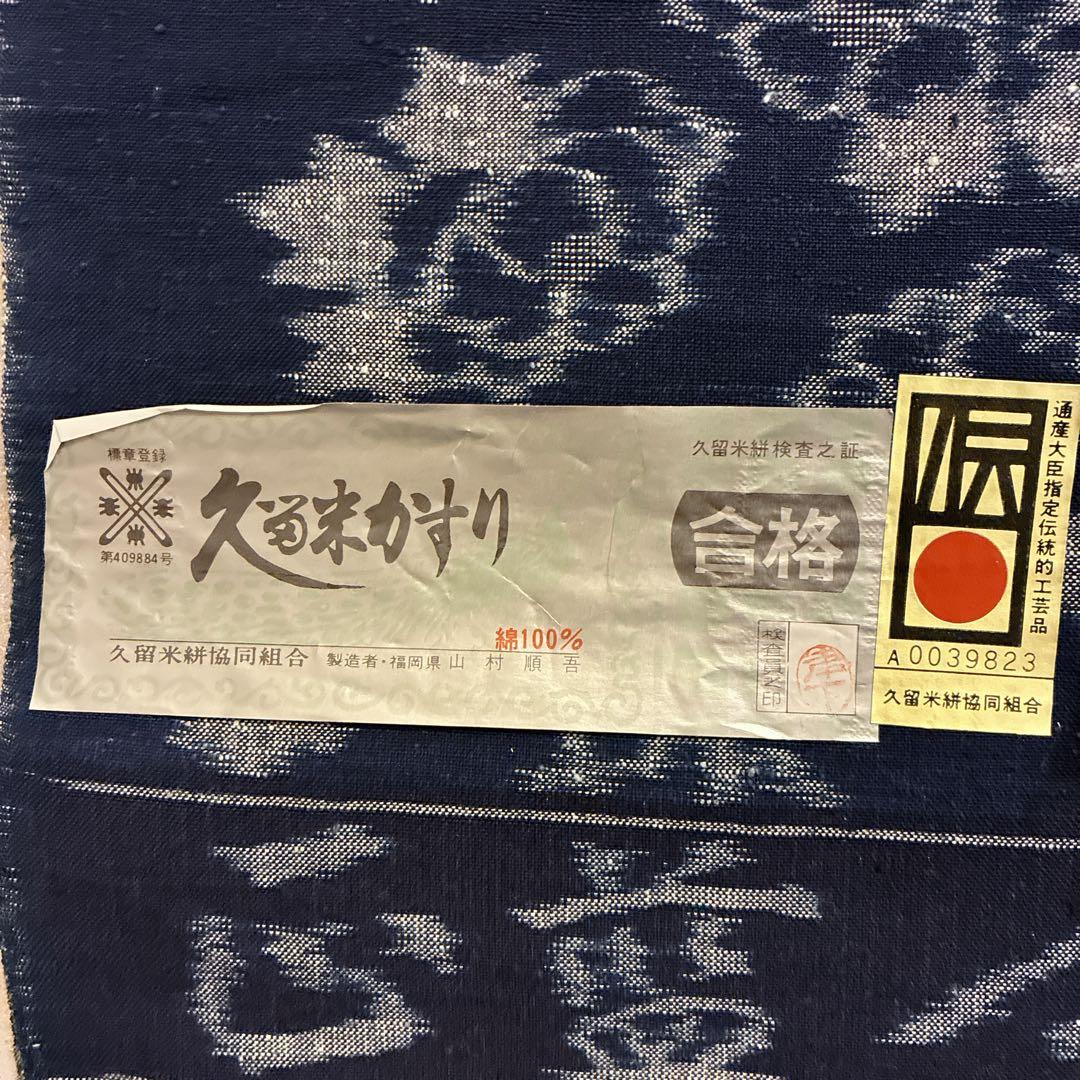 標章登録
第409884号
久留米かすり
久留米絣検査之証
合格
綿100%
久留米絣協同組合 製造者・福岡県 山村順吾
検査員之印
伝
通産大臣指定伝統的工芸品
A0039823
久留米絣協同組合